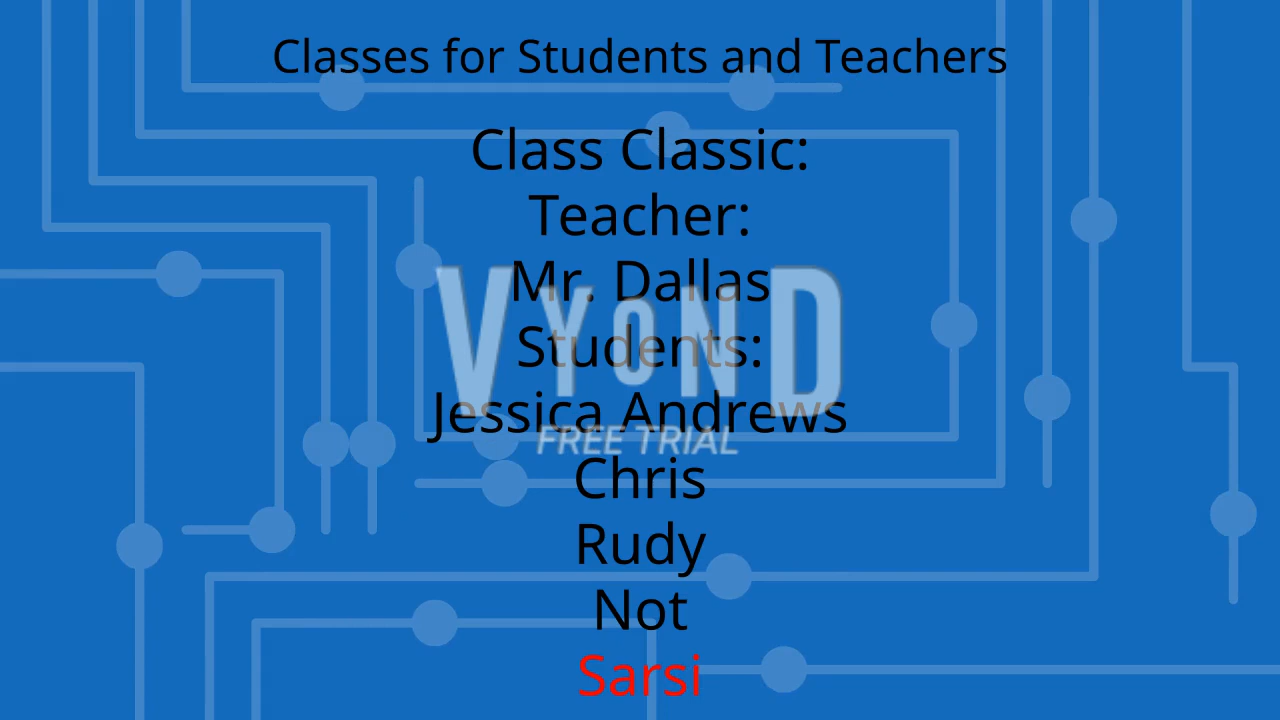 Classes for Students and Teachers
Class Classic:
Teacher:
Mr. Dallas
VYOND
Students:
Jessica Andrews
FREE TRIAL
Chris
Rudy
Not
Sarsi